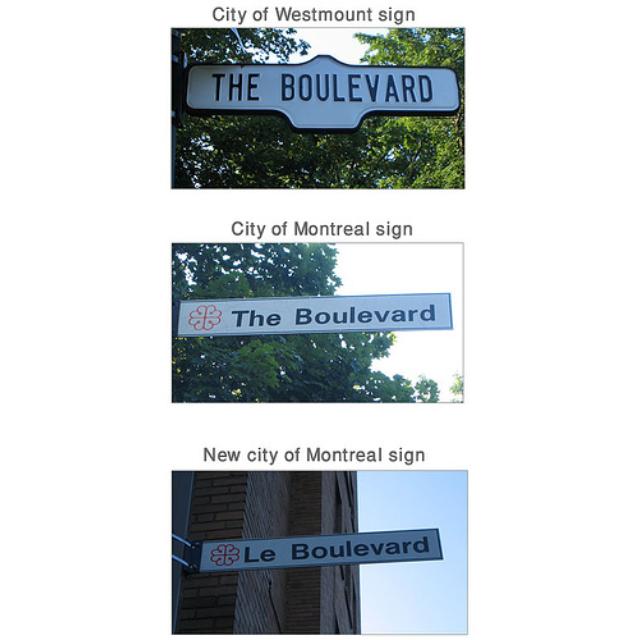 City of Westmount sign
THE BOULEVARD
City of Montreal sign
The Boulevard
New city of Montreal sign
Le Boulevard